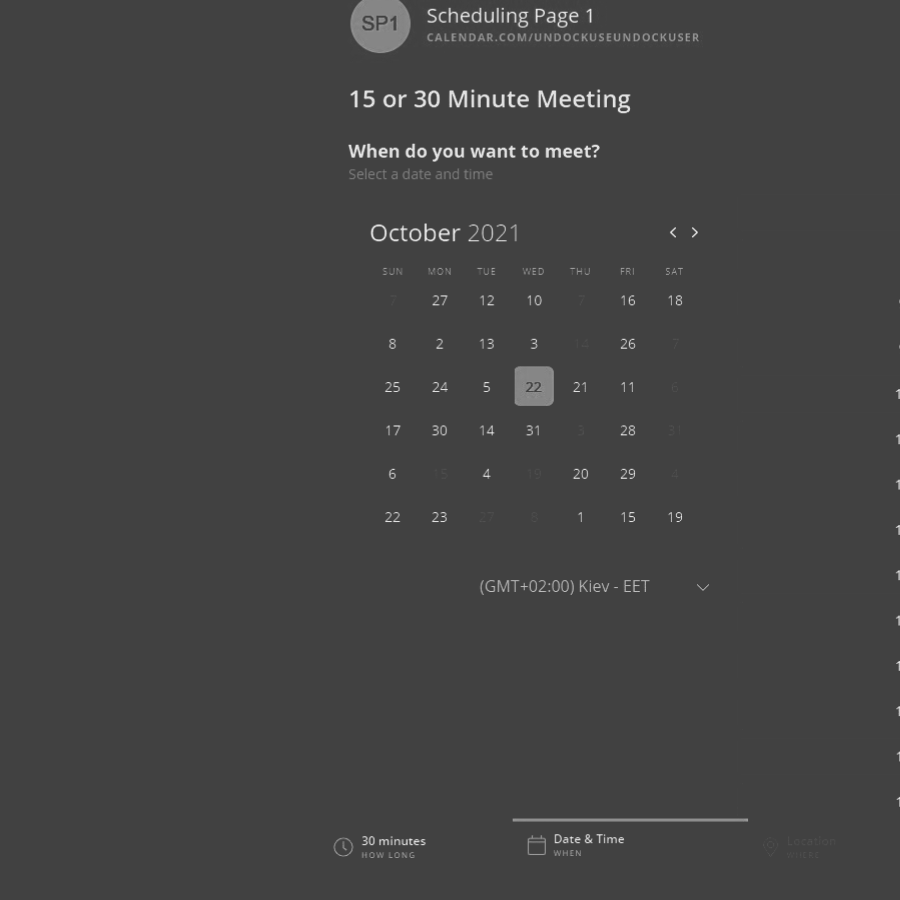 SP1
Scheduling Page 1
CALENDAR.COM/UNDOCKUSEUNDOCKUSER
15 or 30 Minute Meeting
When do you want to meet?
Select a date and time
October 2021
SUN MON TUE WED THU FRI SAT
7 27 12 10 7 16 18
8 2 13 3 14 26 7
25 24 5 22 21 11 6
17 30 14 31 3 28 31
6 13 4 19 20 29 4
22 23 27 8 1 15 19
(GMT+02:00) Kiev - EET
30 minutes
HOW LONG
Date & Time
WHEN
Location
WHERE